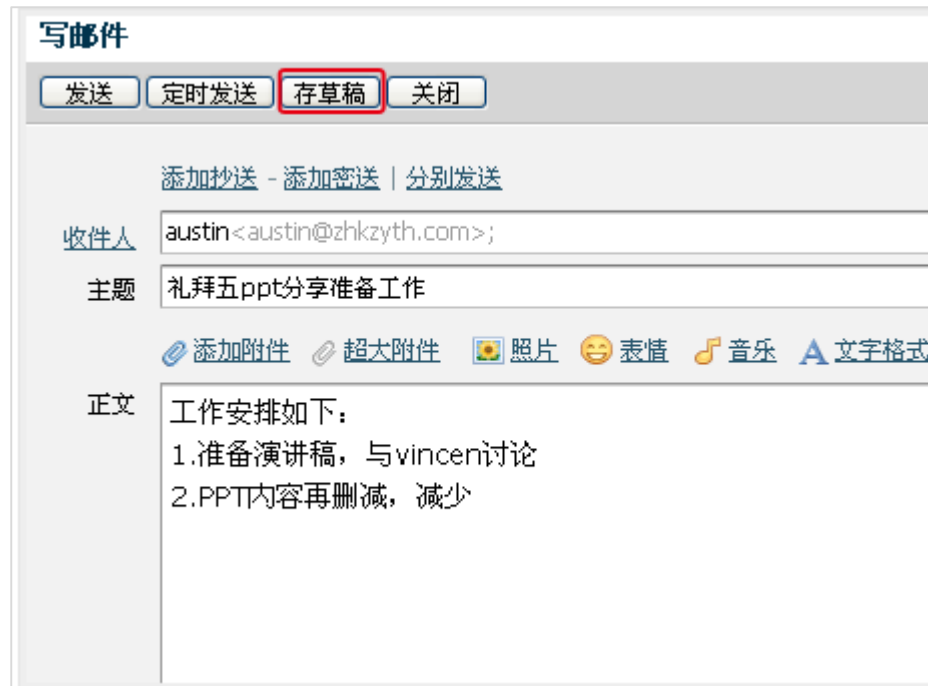 写邮件
发送 定时发送 存草稿 关闭
添加抄送 - 添加密送 | 分别发送
收件人 austin<austin@zhkzyth.com>;
主题 礼拜五ppt分享准备工作
添加附件 超大附件 照片 表情 音乐 A 文字格式
正文 工作安排如下：
1.准备演讲稿，与vincen讨论
2.PPT内容再删减，减少